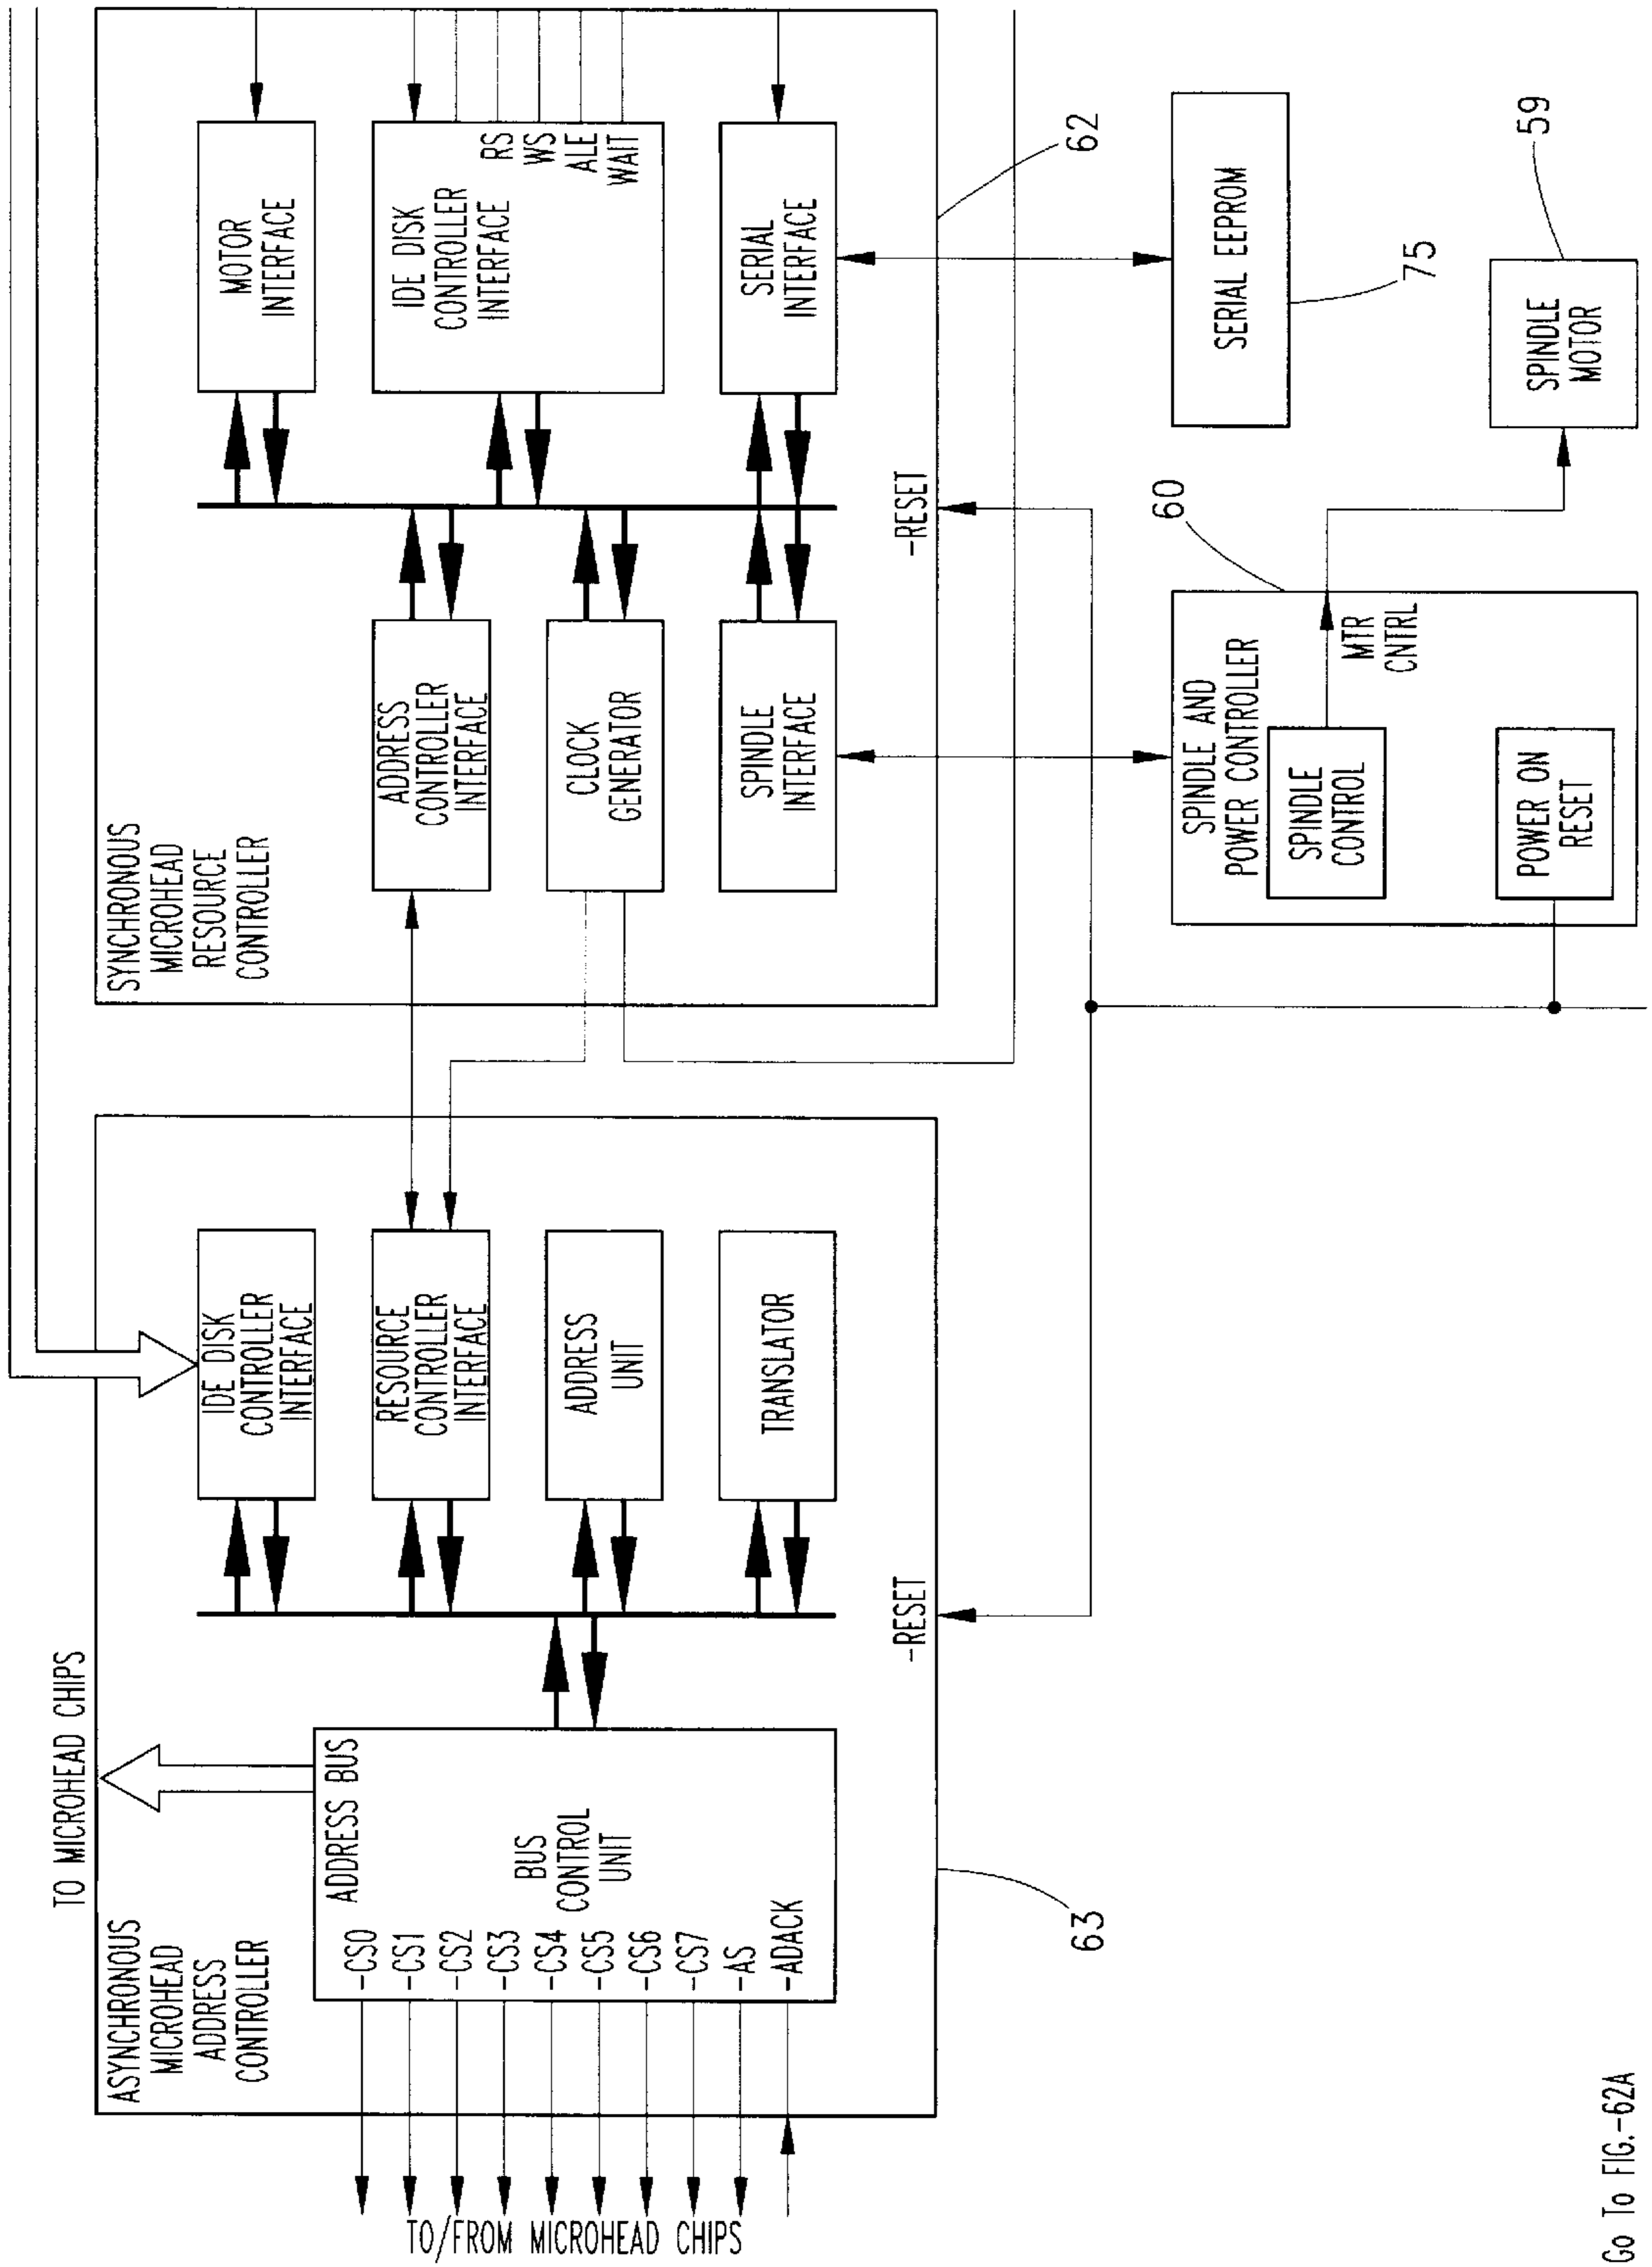 TO MICROHEAD CHIPS
ASYNCHRONOUS
MICROHEAD
ADDRESS
CONTROLLER
ADDRESS BUS
BUS
CONTROL
UNIT
-CS0
-CS1
-CS2
-CS3
-CS4
-CS5
-CS6
-CS7
-AS
-ADACK
TO/FROM MICROHEAD CHIPS
IDE DISK
CONTROLLER
INTERFACE
RESOURCE
CONTROLLER
INTERFACE
ADDRESS
UNIT
TRANSLATOR
-RESET
63
SYNCHRONOUS
MICROHEAD
RESOURCE
CONTROLLER
ADDRESS
CONTROLLER
INTERFACE
CLOCK
GENERATOR
SPINDLE
INTERFACE
MOTOR
INTERFACE
IDE DISK
CONTROLLER
INTERFACE
RS
WS
ALE
WAIT
SERIAL
INTERFACE
-RESET
62
SPINDLE AND
POWER CONTROLLER
SPINDLE
CONTROL
MTR
CNTRL
POWER ON
RESET
60
SERIAL EEPROM
75
SPINDLE
MOTOR
59
Go To FIG.-62A